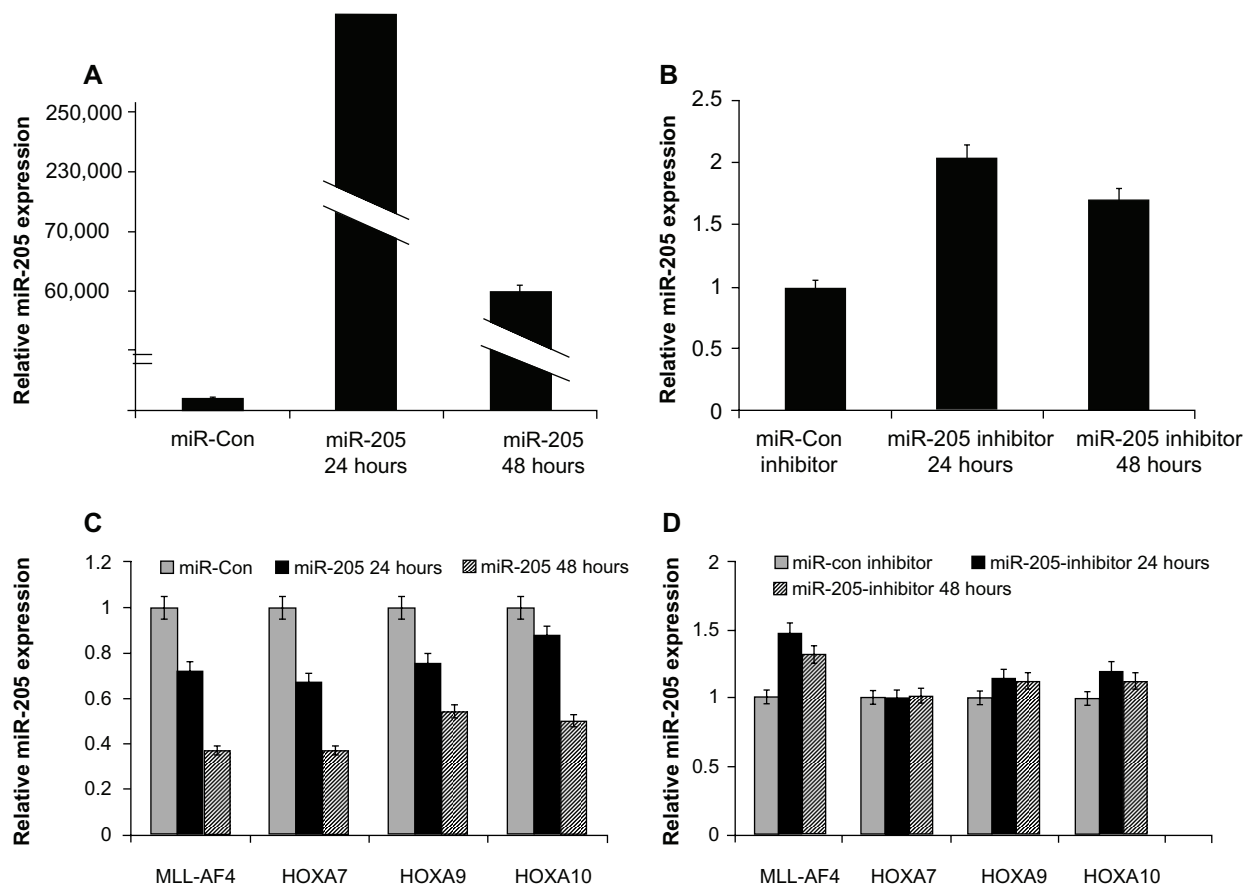 A
Relative miR-205 expression
250,000
230,000
70,000
60,000
miR-Con
miR-205
24 hours
miR-205
48 hours
B
Relative miR-205 expression
2.5
2
1.5
1
0.5
0
miR-Con
inhibitor
miR-205 inhibitor
24 hours
miR-205 inhibitor
48 hours
C
Relative miR-205 expression
1.2
1
0.8
0.6
0.4
0.2
0
miR-Con
miR-205 24 hours
miR-205 48 hours
MLL-AF4
HOXA7
HOXA9
HOXA10
D
Relative miR-205 expression
2
1.5
1
0.5
0
miR-con inhibitor
miR-205-inhibitor 24 hours
miR-205-inhibitor 48 hours
MLL-AF4
HOXA7
HOXA9
HOXA10